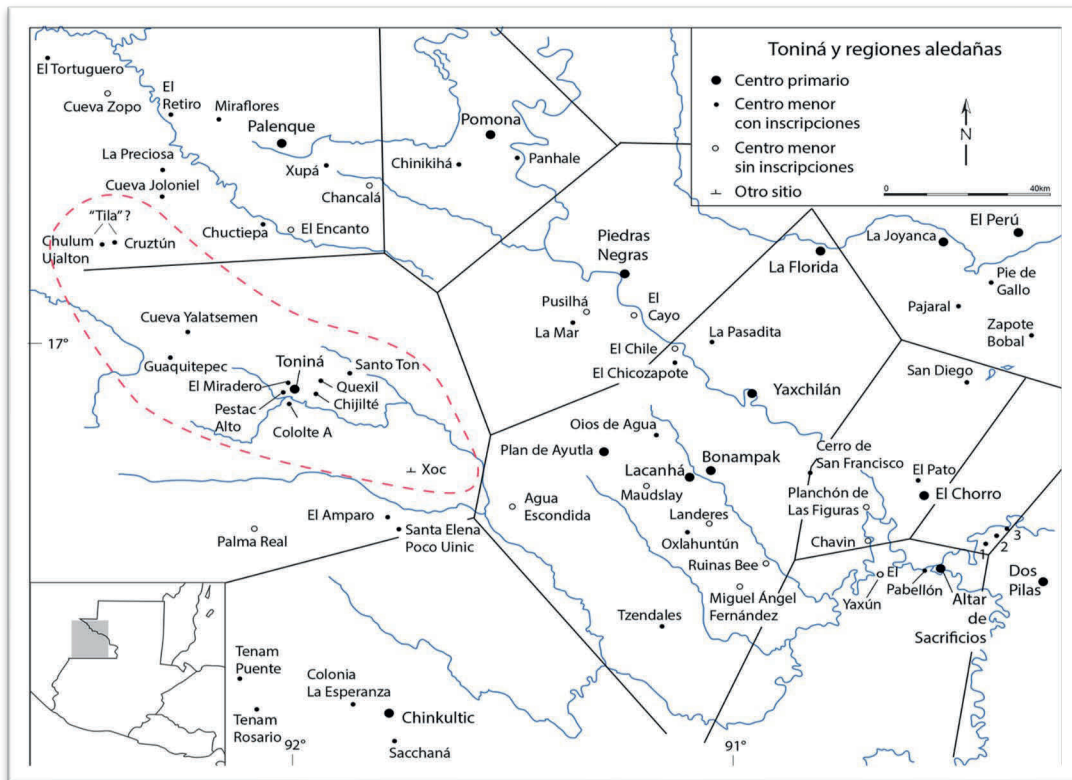 Toniná y regiones aledañas
Centro primario
Centro menor
con inscripciones
Centro menor
sin inscripciones
Otro sitio
N
0
40km
El Tortuguero
Cueva Zopo
El
Retiro
Miraflores
Palenque
Pomona
La Preciosa
Xupá
Chinikihá
Panhale
Cueva Joloniel
Chancalá
"Tila"?
Chulum
Ujalton
Cruztún
Chuctiepa
El Encanto
Piedras
Negras
La Florida
La Joyanca
El Perú
Pie de
Gallo
Pusilhá
El
Cayo
La Mar
Pajaral
Zapote
Bobal
Cueva Yalatsemen
La Pasadita
17°
El Chile
El Chicozapote
Guaquitepec
Toniná
Santo Ton
El Miradero
Quexil
Pestac
Alto
Chijilté
Cololte A
Yaxchilán
San Diego
Oios de Agua
Plan de Ayutla
Bonampak
Lacanhá
Cerro de
San Francisco
El Pato
El Chorro
Xoc
Maudslay
Planchón de
Las Figuras
Agua
Escondida
Landeres
El Amparo
Santa Elena
Poco Uinic
Palma Real
Oxlahuntún
Chavin
1
2
3
Ruinas Bee
El
Pabellón
Yaxún
Miguel Ángel
Fernández
Altar
de
Sacrificios
Dos
Pilas
Tzendales
Tenam
Puente
Colonia
La Esperanza
Tenam
Rosario
Chinkultic
Sacchaná
92°
91°